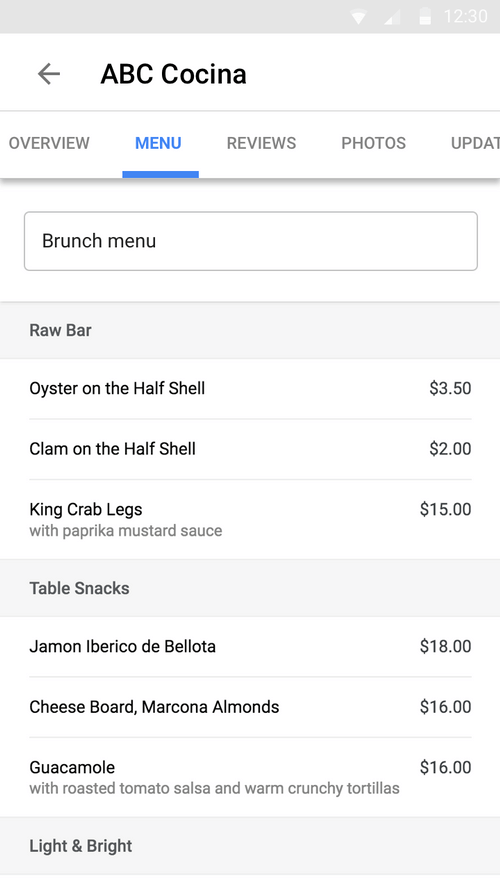 12:30
ABC Cocina
OVERVIEW MENU REVIEWS PHOTOS UPDAT
Brunch menu
Raw Bar
Oyster on the Half Shell $3.50
Clam on the Half Shell $2.00
King Crab Legs $15.00
with paprika mustard sauce
Table Snacks
Jamon Iberico de Bellota $18.00
Cheese Board, Marcona Almonds $16.00
Guacamole $16.00
with roasted tomato salsa and warm crunchy tortillas
Light & Bright